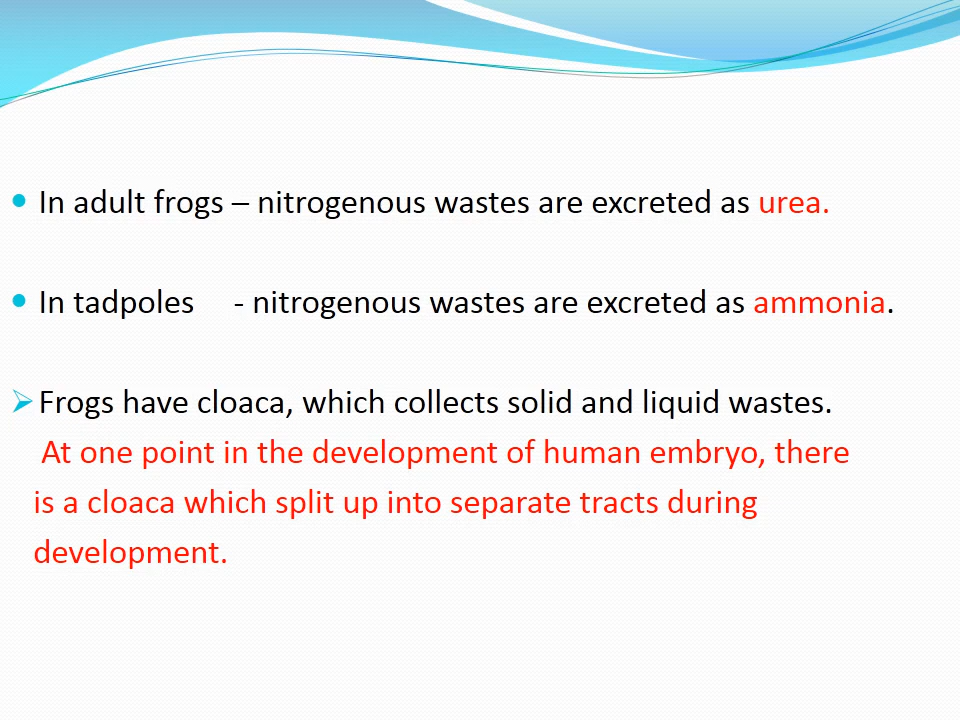 In adult frogs – nitrogenous wastes are excreted as urea.
In tadpoles - nitrogenous wastes are excreted as ammonia.
Frogs have cloaca, which collects solid and liquid wastes.
At one point in the development of human embryo, there
is a cloaca which split up into separate tracts during
development.